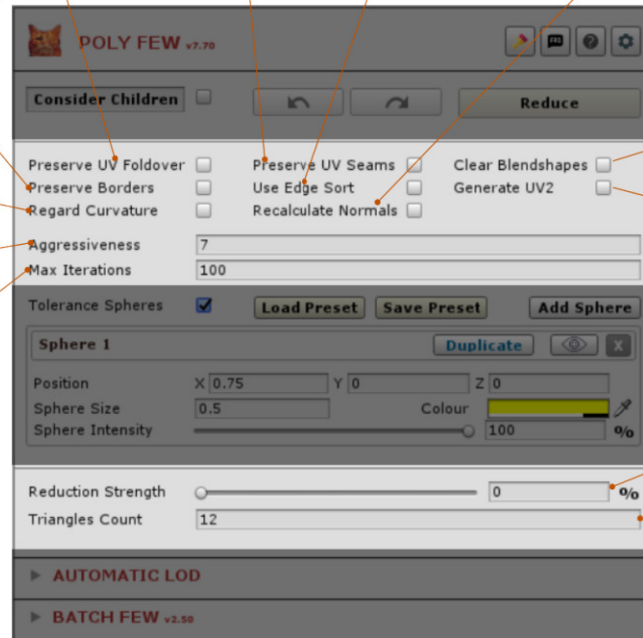 POLY FEW v7.70
FAQ
Consider Children
Reduce
Preserve UV Foldover Preserve UV Seams Clear Blendshapes
Preserve Borders Use Edge Sort Generate UV2
Regard Curvature Recalculate Normals
Aggressiveness 7
Max Iterations 100
Tolerance Spheres Load Preset Save Preset Add Sphere
Sphere 1 Duplicate X
Position X 0.75 Y 0 Z 0
Sphere Size 0.5 Colour
Sphere Intensity 100 %
Reduction Strength 0 %
Triangles Count 12
AUTOMATIC LOD
BATCH FEW v2.50